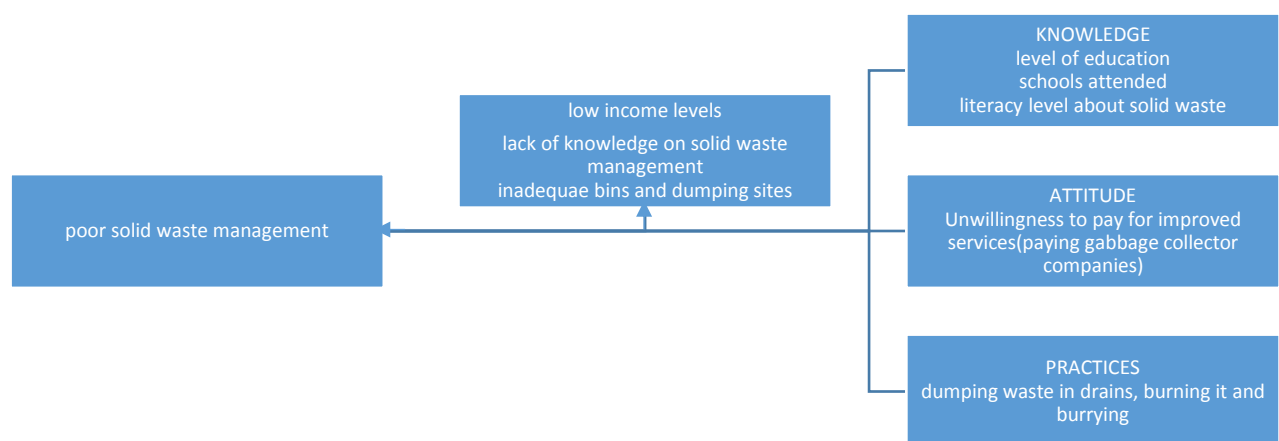 KNOWLEDGE
level of education
schools attended
literacy level about solid waste
low income levels
lack of knowledge on solid waste
management
inadequae bins and dumping sites
poor solid waste management
ATTITUDE
Unwillingness to pay for improved
services(paying gabbage collector
companies)
PRACTICES
dumping waste in drains, burning it and
burrying